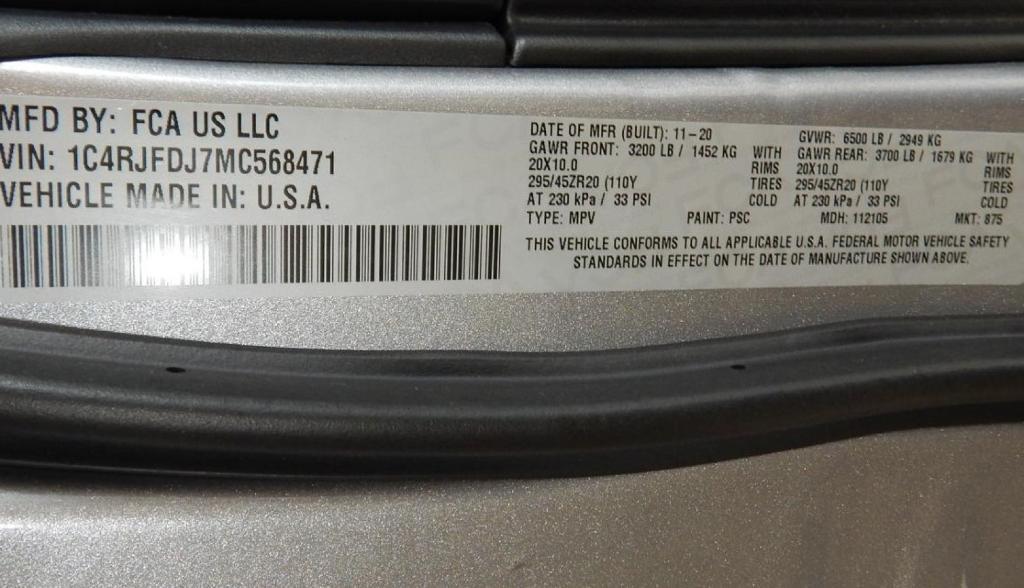 MFD BY: FCA US LLC
VIN: 1C4RJFDJ7MC568471
VEHICLE MADE IN: U.S.A.
DATE OF MFR (BUILT): 11-20 GVWR: 6500 LB / 2949 KG
GAWR FRONT: 3200 LB / 1452 KG WITH GAWR REAR: 3700 LB / 1679 KG WITH
20X10.0 RIMS 20X10.0 RIMS
295/45ZR20 (110Y TIRES 295/45ZR20 (110Y TIRES
AT 230 kPa / 33 PSI COLD AT 230 kPa / 33 PSI COLD
TYPE: MPV PAINT: PSC MDH: 112105 MKT: 875
THIS VEHICLE CONFORMS TO ALL APPLICABLE U.S.A. FEDERAL MOTOR VEHICLE SAFETY
STANDARDS IN EFFECT ON THE DATE OF MANUFACTURE SHOWN ABOVE.